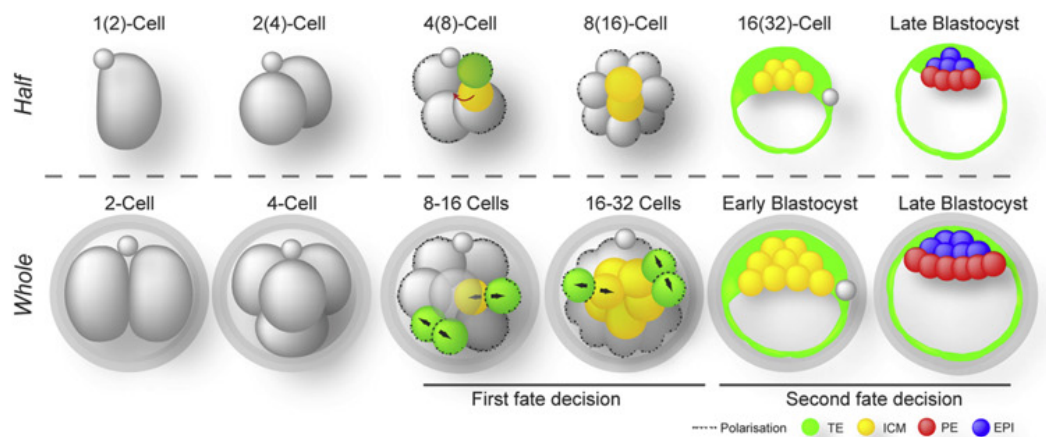 1(2)-Cell 2(4)-Cell 4(8)-Cell 8(16)-Cell 16(32)-Cell Late Blastocyst
Half
2-Cell 4-Cell 8-16 Cells 16-32 Cells Early Blastocyst Late Blastocyst
Whole
First fate decision Second fate decision
Polarisation TE ICM PE EPI